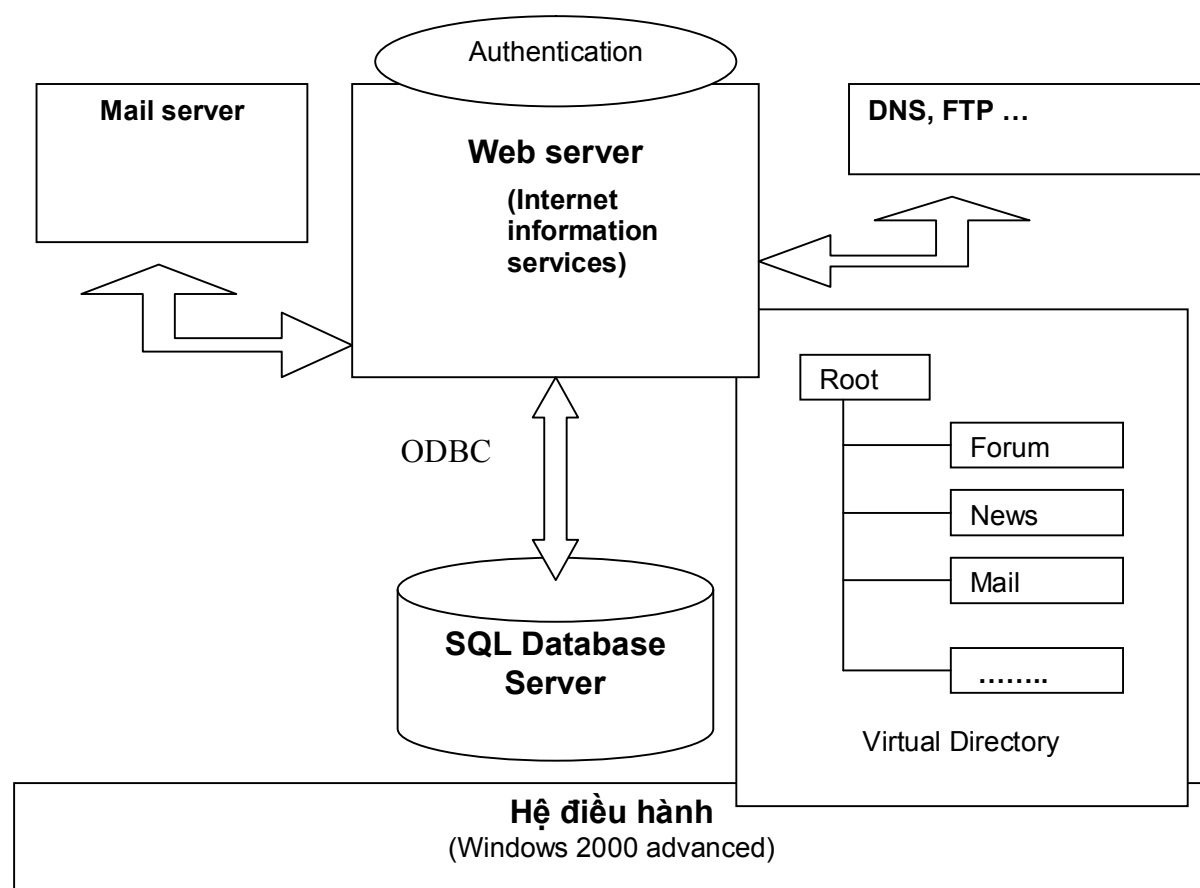 Authentication
Mail server
Web server
(Internet
information
services)
DNS, FTP …
ODBC
SQL Database
Server
Root
Forum
News
Mail
........
Virtual Directory
Hệ điều hành
(Windows 2000 advanced)